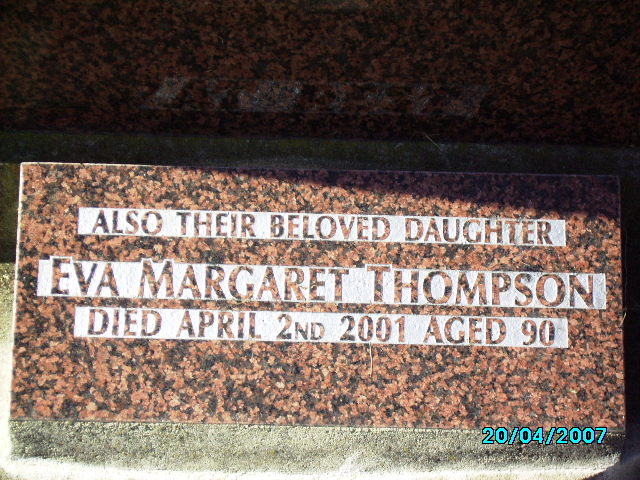 ALSO THEIR BELOVED DAUGHTER
EVA MARGARET THOMPSON
DIED APRIL 2ND 2001 AGED 90
20/04/2007